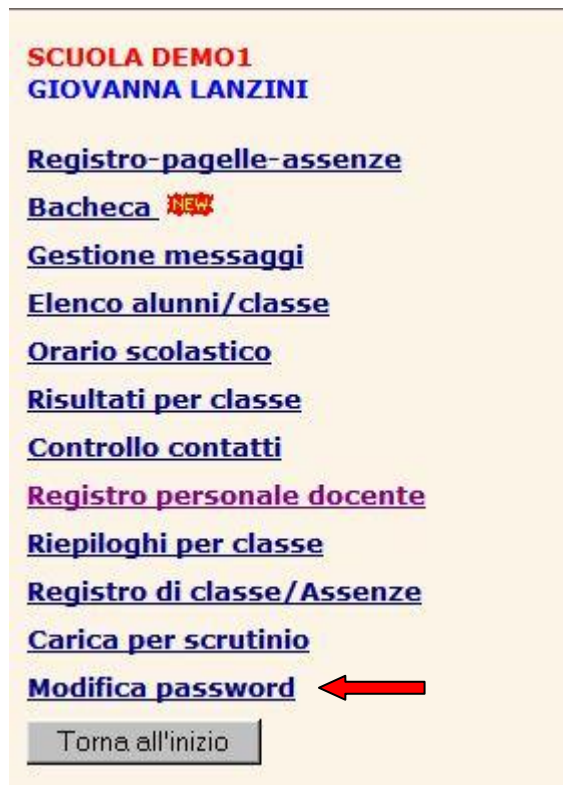 SCUOLA DEMO1
GIOVANNA LANZINI
Registro-pagelle-assenze
Bacheca NEW
Gestione messaggi
Elenco alunni/classe
Orario scolastico
Risultati per classe
Controllo contatti
Registro personale docente
Riepiloghi per classe
Registro di classe/Assenze
Carica per scrutinio
Modifica password
Torna all'inizio